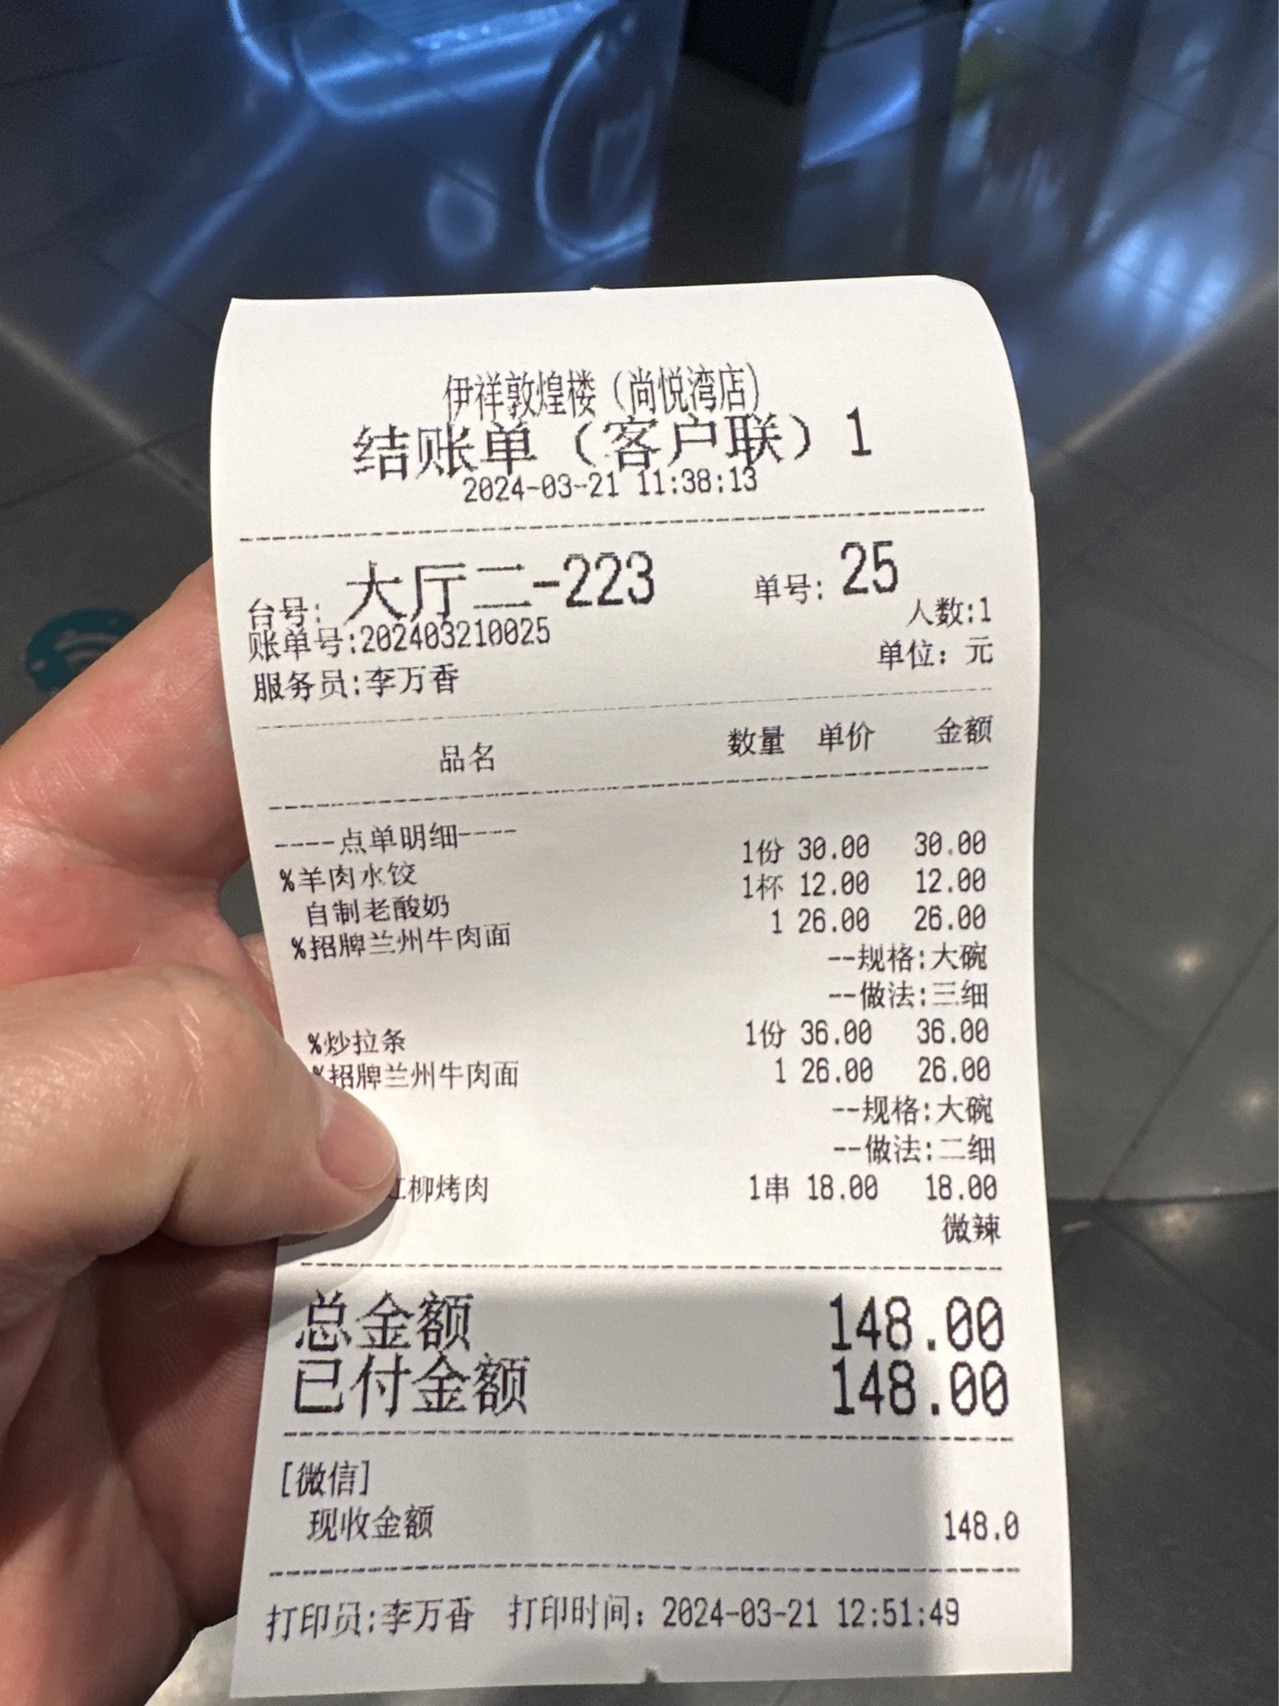 伊祥敦煌楼（尚悦湾店）
结账单（客户联）1
2024-03-21 11:38:13
台号: 大厅二-223 单号: 25
账单号:202403210025 人数:1
服务员:李万香 单位: 元
品名 数量 单价 金额
----点单明细----
%羊肉水饺 1份 30.00 30.00
自制老酸奶 1杯 12.00 12.00
%招牌兰州牛肉面 1 26.00 26.00
--规格:大碗
--做法:三细
%炒拉条 1份 36.00 36.00
%招牌兰州牛肉面 1 26.00 26.00
--规格:大碗
--做法:二细
柳烤肉 1串 18.00 18.00
微辣
总金额 148.00
已付金额 148.00
[微信]
现收金额 148.0
打印员:李万香 打印时间: 2024-03-21 12:51:49